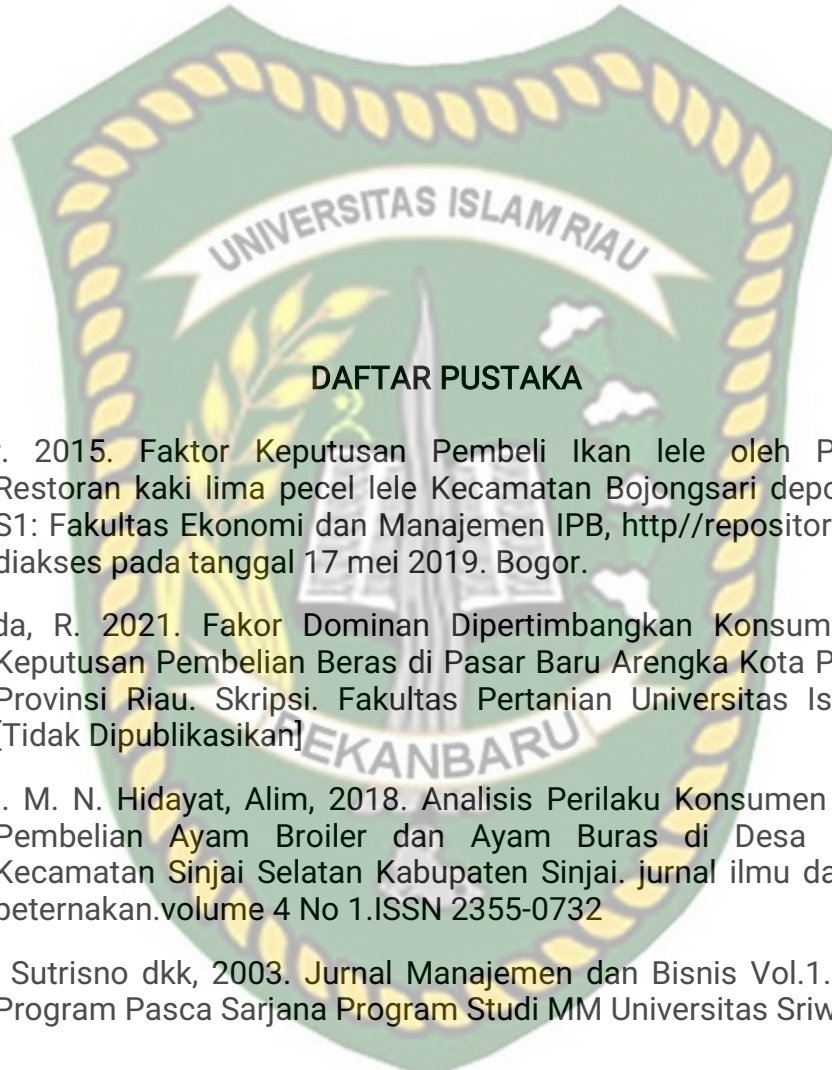 UNIVERSITAS ISLAM RIAU
DAFTAR PUSTAKA
. 2015. Faktor Keputusan Pembeli Ikan lele oleh P
Restoran kaki lima pecel lele Kecamatan Bojongsari depo
S1: Fakultas Ekonomi dan Manajemen IPB, http//repositor
diakses pada tanggal 17 mei 2019. Bogor.
da, R. 2021. Fakor Dominan Dipertimbangkan Konsum
Keputusan Pembelian Beras di Pasar Baru Arengka Kota P
Provinsi Riau. Skripsi. Fakultas Pertanian Universitas Is
[Tidak Dipublikasikan]
PEKANBARU
. M. N. Hidayat, Alim, 2018. Analisis Perilaku Konsumen
Pembelian Ayam Broiler dan Ayam Buras di Desa
Kecamatan Sinjai Selatan Kabupaten Sinjai. jurnal ilmu da
peternakan.volume 4 No 1.ISSN 2355-0732
Sutrisno dkk, 2003. Jurnal Manajemen dan Bisnis Vol.1.
Program Pasca Sarjana Program Studi MM Universitas Sriw